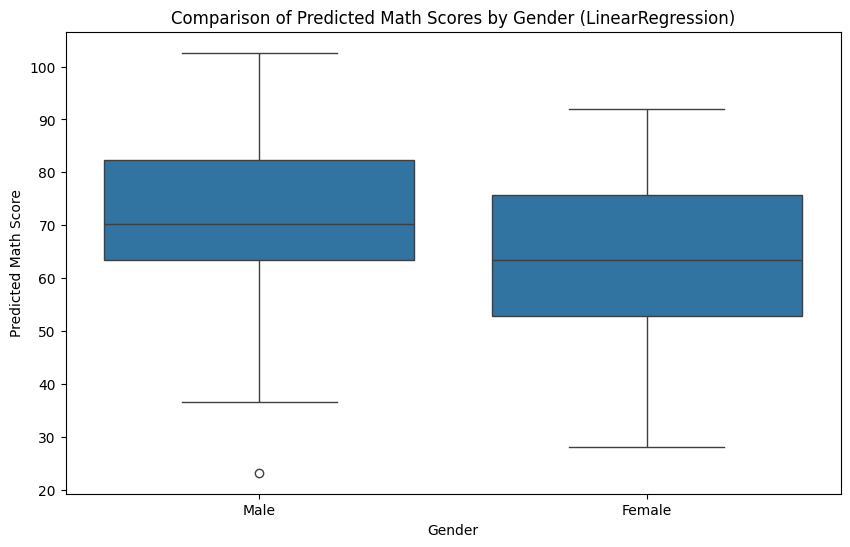 Comparison of Predicted Math Scores by Gender (LinearRegression)
Predicted Math Score
100
90
80
70
60
50
40
30
20
Male
Female
Gender